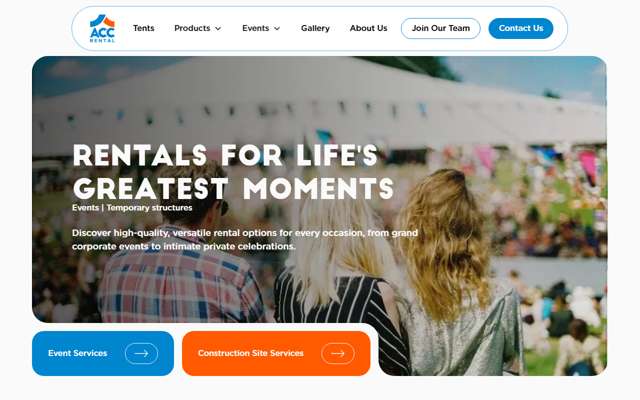 ACC
RENTAL
Tents
Products
Events
Gallery
About Us
Join Our Team
Contact Us
RENTALS FOR LIFE'S
GREATEST MOMENTS
Events | Temporary structures
Discover high-quality, versatile rental options for every occasion, from grand
corporate events to intimate private celebrations.
Event Services
Construction Site Services